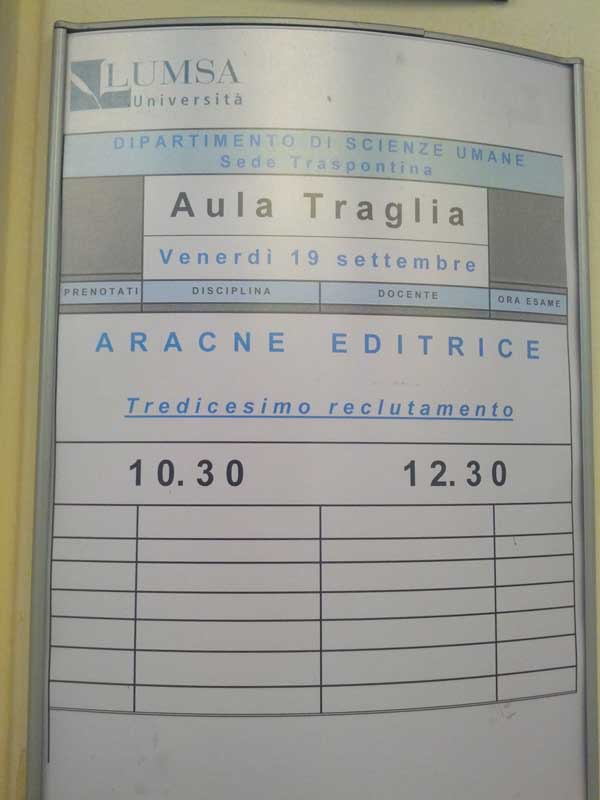 LUMSA
Università
DIPARTIMENTO DI SCIENZE UMANE
Sede Traspontina
Aula Traglia
Venerdì 19 settembre
PRENOTATI DISCIPLINA DOCENTE ORA ESAME
ARACNE EDITRICE
Tredicesimo reclutamento
10.30 12.30